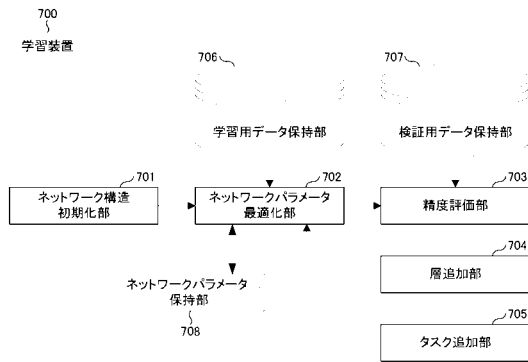 700
学習装置
706
707
学習用データ保持部
検証用データ保持部
701
702
703
ネットワーク構造
初期化部
ネットワークパラメータ
最適化部
精度評価部
704
層追加部
ネットワークパラメータ
保持部
708
705
タスク追加部